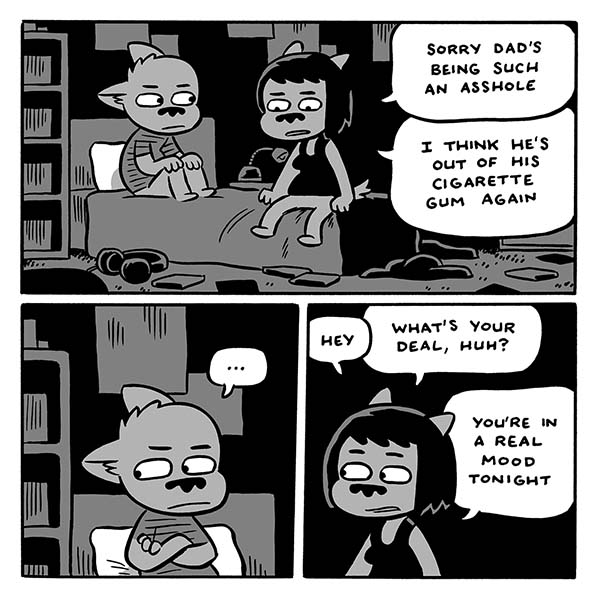 SORRY DAD'S
BEING SUCH
AN ASSHOLE
I THINK HE'S
OUT OF HIS
CIGARETTE
GUM AGAIN
...
HEY
WHAT'S YOUR
DEAL, HUH?
YOU'RE IN
A REAL
MOOD
TONIGHT